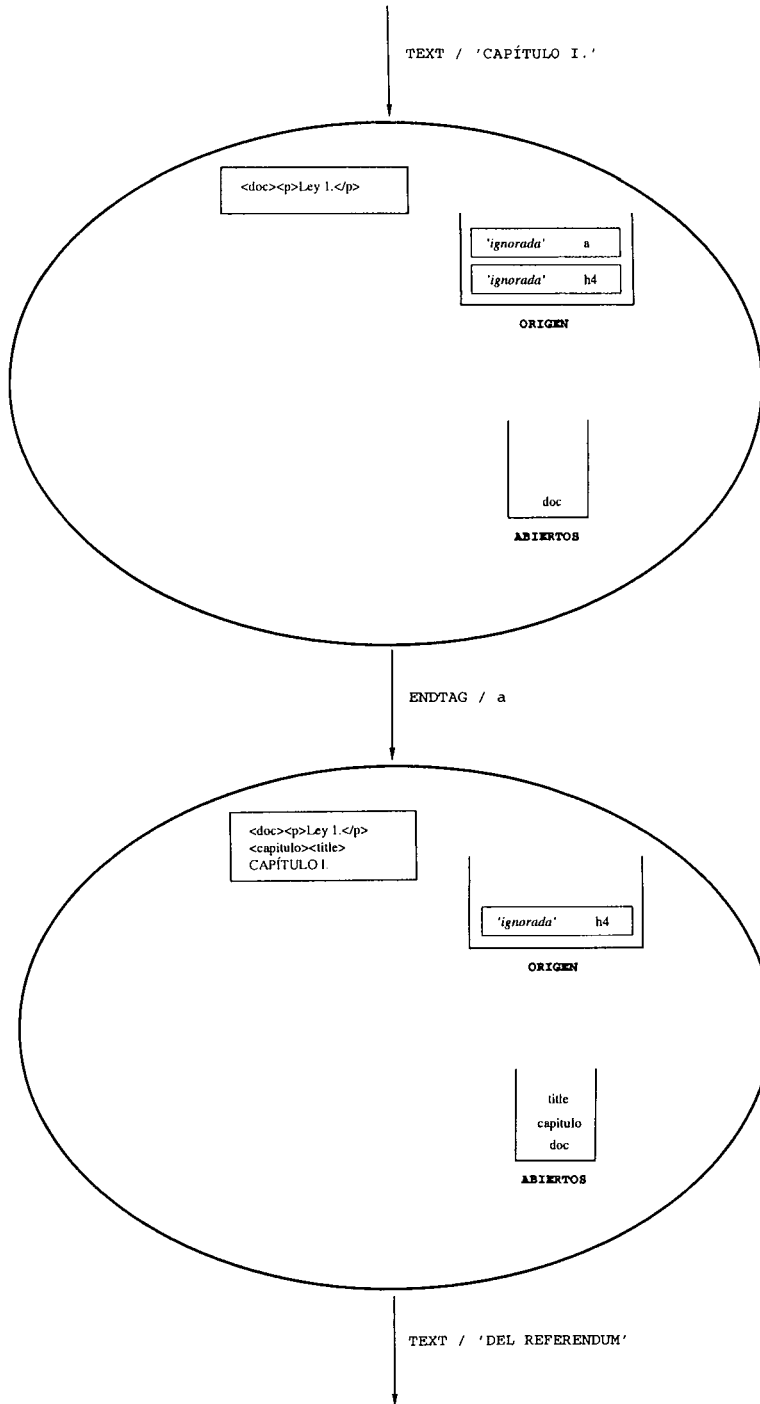 TEXT / 'CAPÍTULO I.'
<doc><p>Ley 1.</p>
'ignorada' a
'ignorada' h4
ORIGEN
doc
ABIERTOS
ENDTAG / a
<doc><p>Ley 1.</p>
<capitulo><title>
CAPÍTULO I.
'ignorada' h4
ORIGEN
title
capitulo
doc
ABIERTOS
TEXT / 'DEL REFERENDUM'